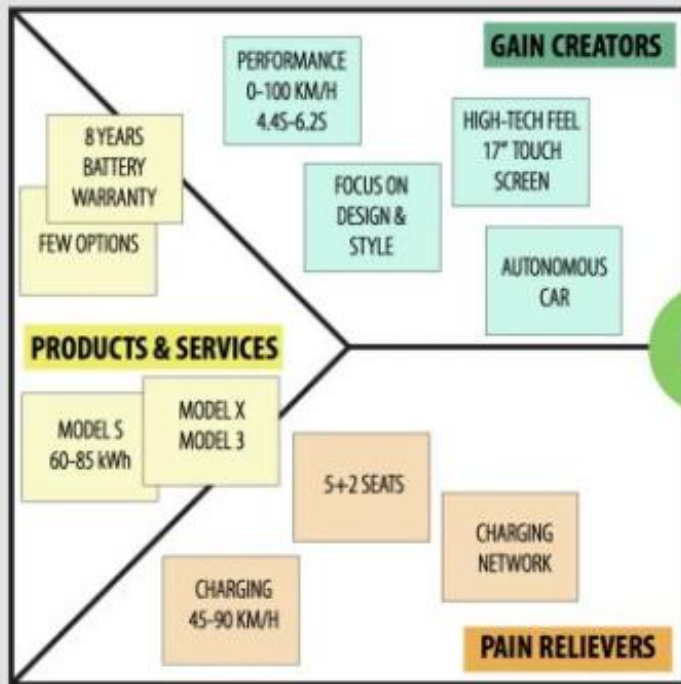 GAIN CREATORS
PERFORMANCE
0-100 KM/H
4.4S-6.2S
HIGH-TECH FEEL
17" TOUCH
SCREEN
8 YEARS
BATTERY
WARRANTY
FEW OPTIONS
FOCUS ON
DESIGN &
STYLE
AUTONOMOUS
CAR
PRODUCTS & SERVICES
MODEL S
60-85 kWh
MODEL X
MODEL 3
5+2 SEATS
CHARGING
NETWORK
CHARGING
45-90 KM/H
PAIN RELIEVERS